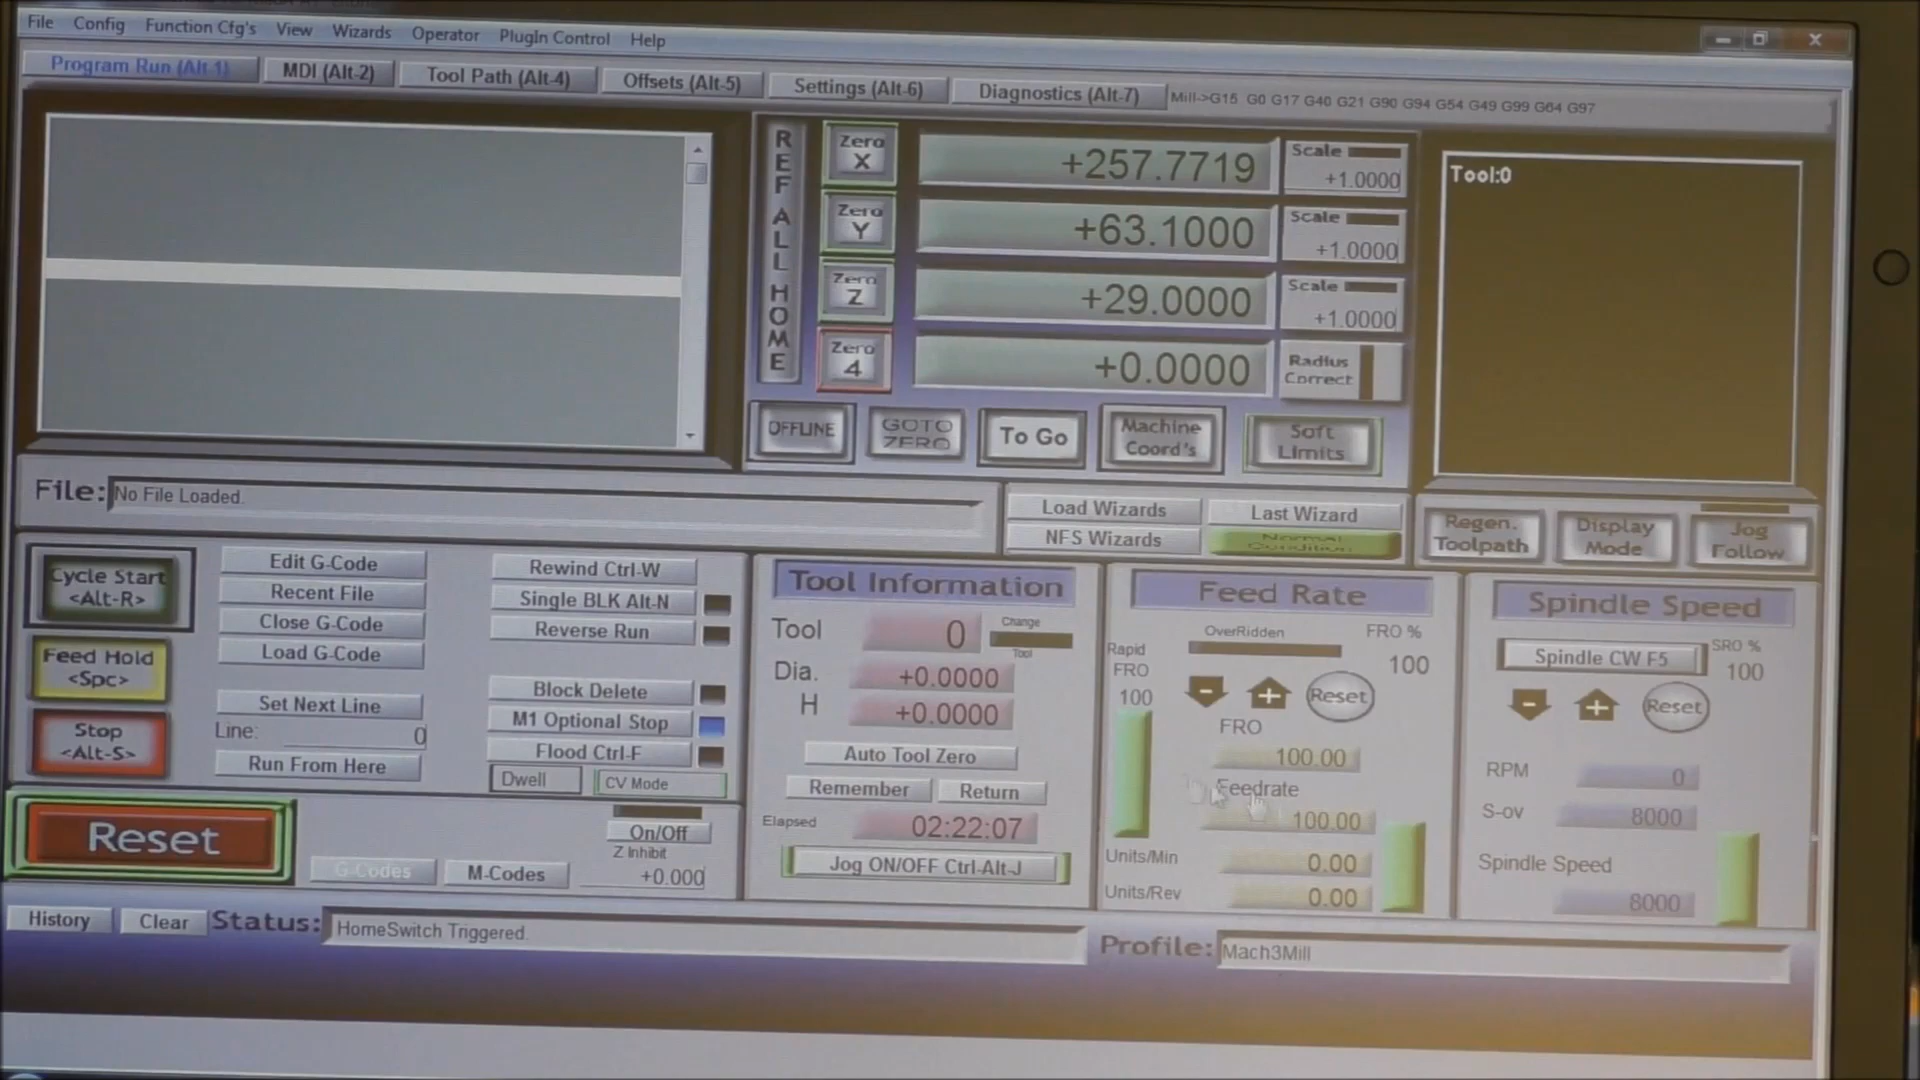 File Config Function Cfg's View Wizards Operator PlugIn Control Help
Program Run (Alt-1) MDI (Alt-2) Tool Path (Alt-4) Offsets (Alt-5) Settings (Alt-6) Diagnostics (Alt-7) Mill->G15 G0 G17 G40 G21 G90 G94 G54 G49 G99 G64 G97
REF ALL HOME
Zero X +257.7719 Scale +1.0000
Zero Y +63.1000 Scale +1.0000
Zero Z +29.0000 Scale +1.0000
Zero 4 +0.0000 Radius Correct
Tool:0
OFFLINE GOTO ZERO To Go Machine Coord's Soft Limits
File: No File Loaded.
Load Wizards Last Wizard
NFS Wizards Normal Condition
Regen. Toolpath Display Mode Jog Follow
Cycle Start <Alt-R>
Feed Hold <Spc>
Stop <Alt-S>
Edit G-Code
Recent File
Close G-Code
Load G-Code
Set Next Line
Line: 0
Run From Here
Rewind Ctrl-W
Single BLK Alt-N
Reverse Run
Block Delete
M1 Optional Stop
Flood Ctrl-F
Dwell CV Mode
Reset
G-Codes M-Codes
On/Off
Z Inhibit
+0.000
Tool Information
Tool 0 Change Tool
Dia. +0.0000
H +0.0000
Auto Tool Zero
Remember Return
Elapsed 02:22:07
Jog ON/OFF Ctrl-Alt-J
Feed Rate
OverRidden FRO %
Rapid FRO 100
100
- + Reset
FRO
100.00
Feedrate
100.00
Units/Min 0.00
Units/Rev 0.00
Spindle Speed
Spindle CW F5 SRO %
100
- + Reset
RPM 0
S-ov 8000
Spindle Speed
8000
History Clear Status: HomeSwitch Triggered.
Profile: Mach3Mill